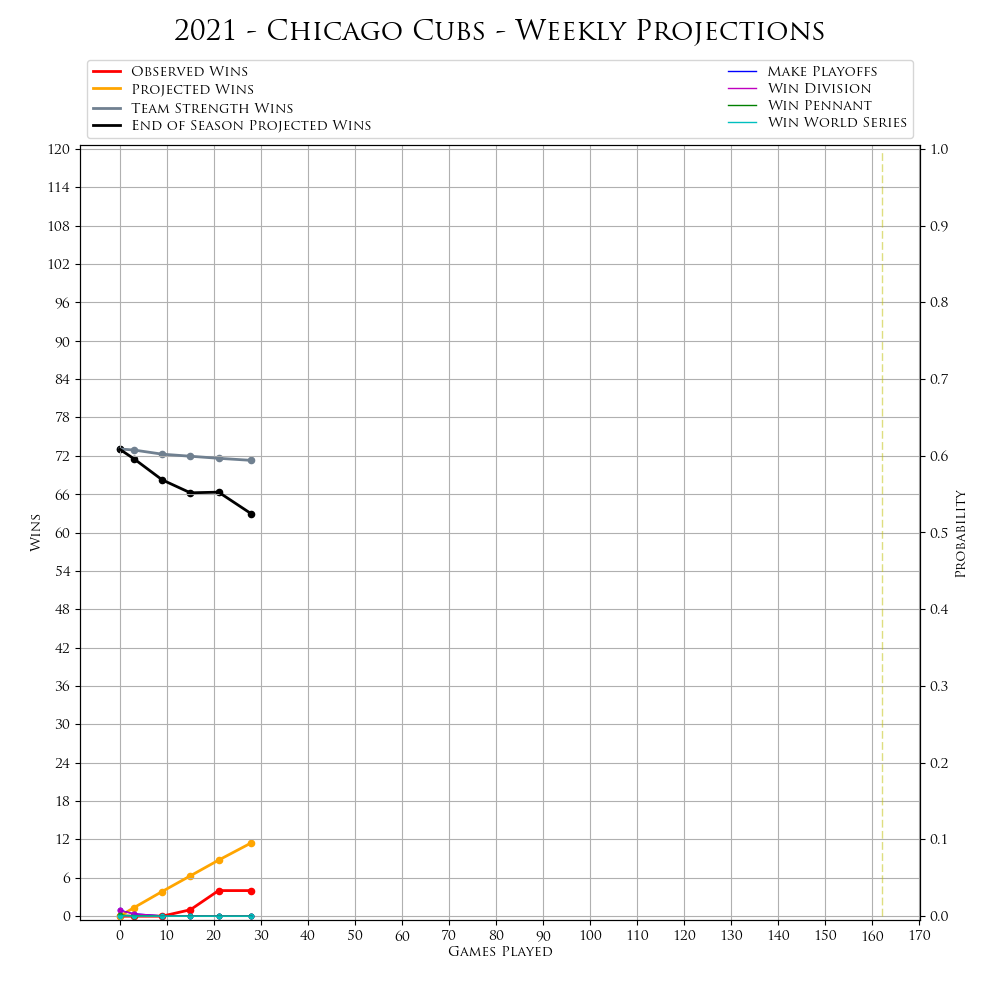 2021 - Chicago Cubs - Weekly Projections
Observed Wins
Projected Wins
Team Strength Wins
End of Season Projected Wins
Make Playoffs
Win Division
Win Pennant
Win World Series
120
114
108
102
96
90
84
78
72
66
60
54
48
42
36
30
24
18
12
6
0
Wins
1.0
0.9
0.8
0.7
0.6
0.5
0.4
0.3
0.2
0.1
0.0
Probability
0 10 20 30 40 50 60 70 80 90 100 110 120 130 140 150 160 170
Games Played